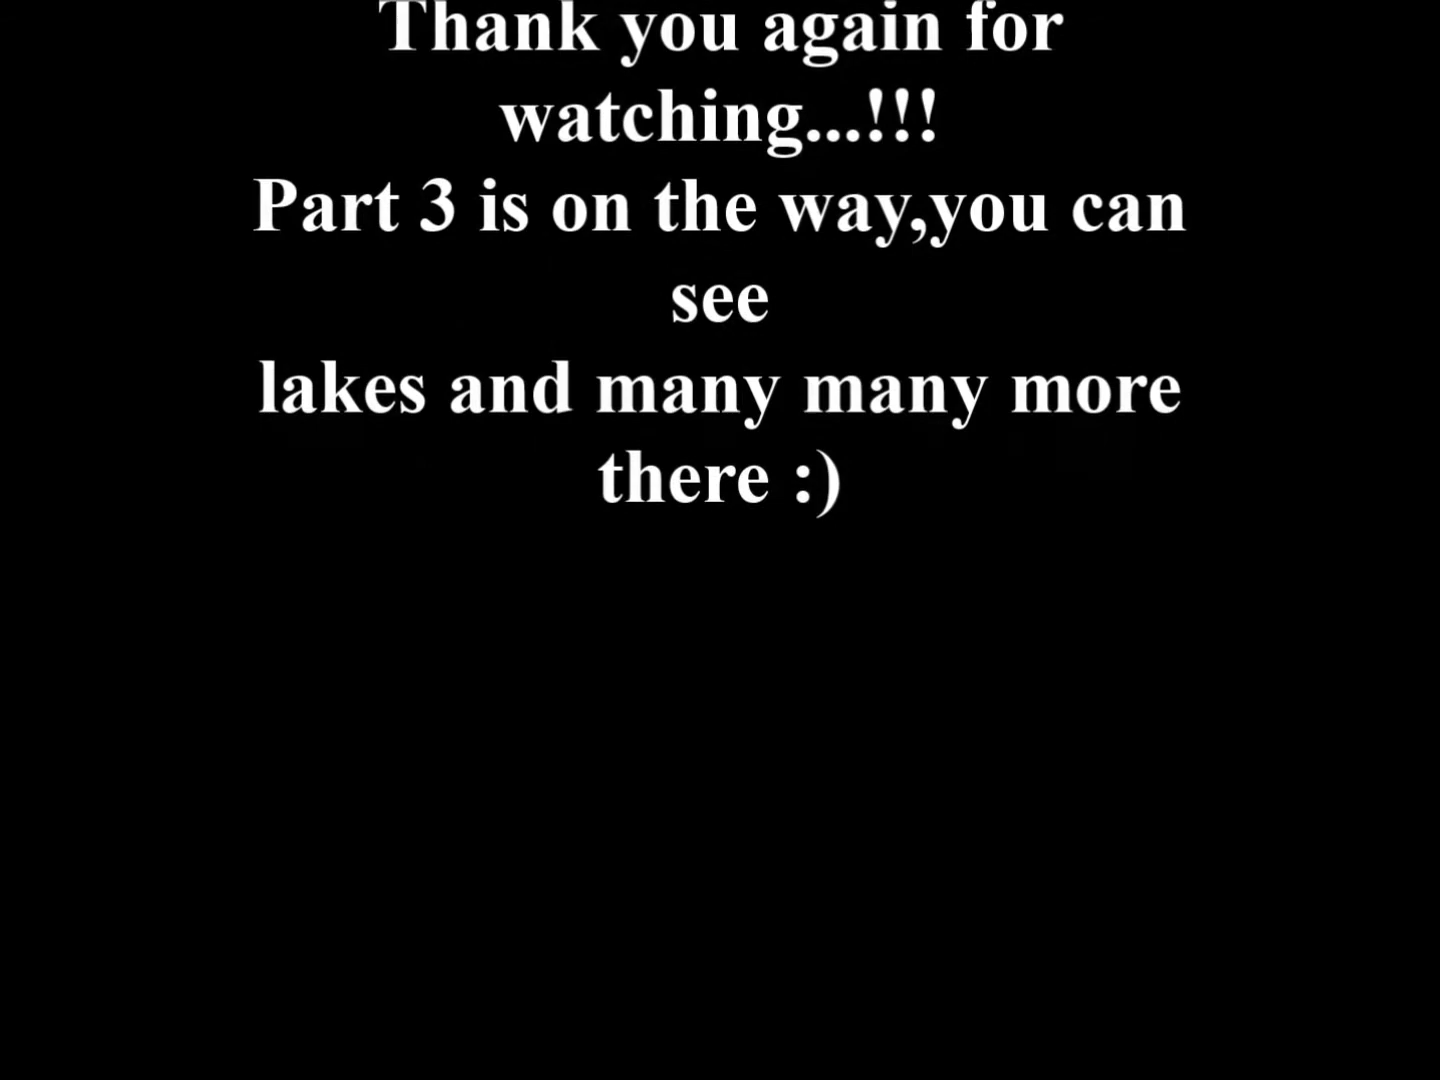 Thank you again for
watching...!!!
Part 3 is on the way,you can
see
lakes and many many more
there :)